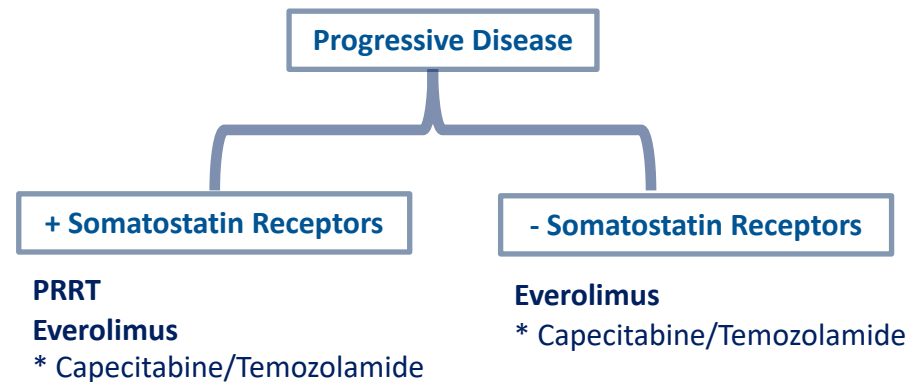 Progressive Disease
+ Somatostatin Receptors
PRRT
Everolimus
* Capecitabine/Temozolamide
- Somatostatin Receptors
Everolimus
* Capecitabine/Temozolamide